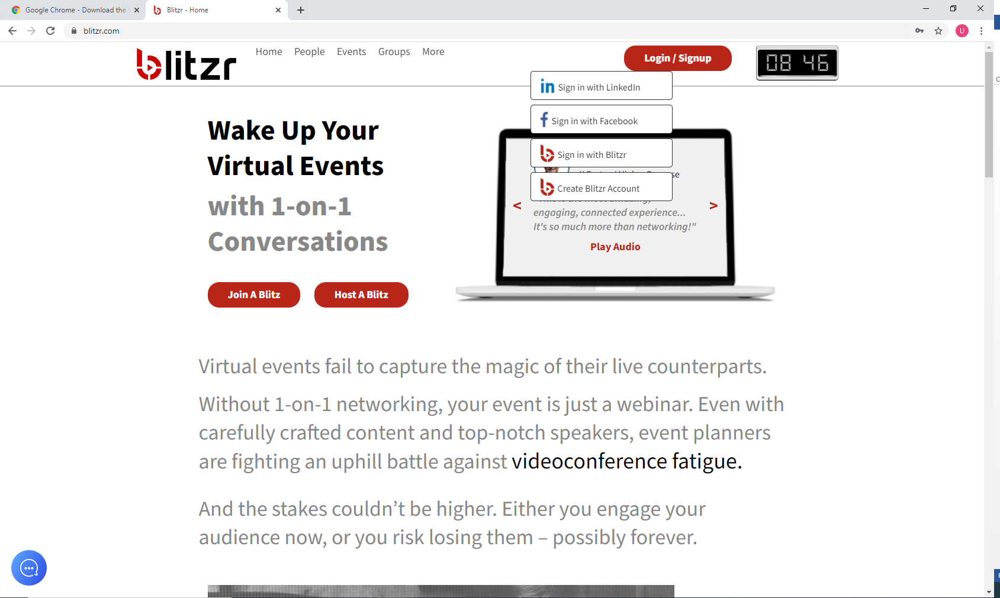 Google Chrome - Download the
Blitzr - Home
blitzr.com
U
blitzr
Home
People
Events
Groups
More
Login / Signup
08 46
in Sign in with LinkedIn
f Sign in with Facebook
Sign in with Blitzr
Create Blitzr Account
Wake Up Your
Virtual Events
with 1-on-1
Conversations
<
>
engaging, connected experience...
It's so much more than networking!"
Play Audio
Join A Blitz
Host A Blitz
Virtual events fail to capture the magic of their live counterparts.
Without 1-on-1 networking, your event is just a webinar. Even with
carefully crafted content and top-notch speakers, event planners
are fighting an uphill battle against videoconference fatigue.
And the stakes couldn’t be higher. Either you engage your
audience now, or you risk losing them – possibly forever.